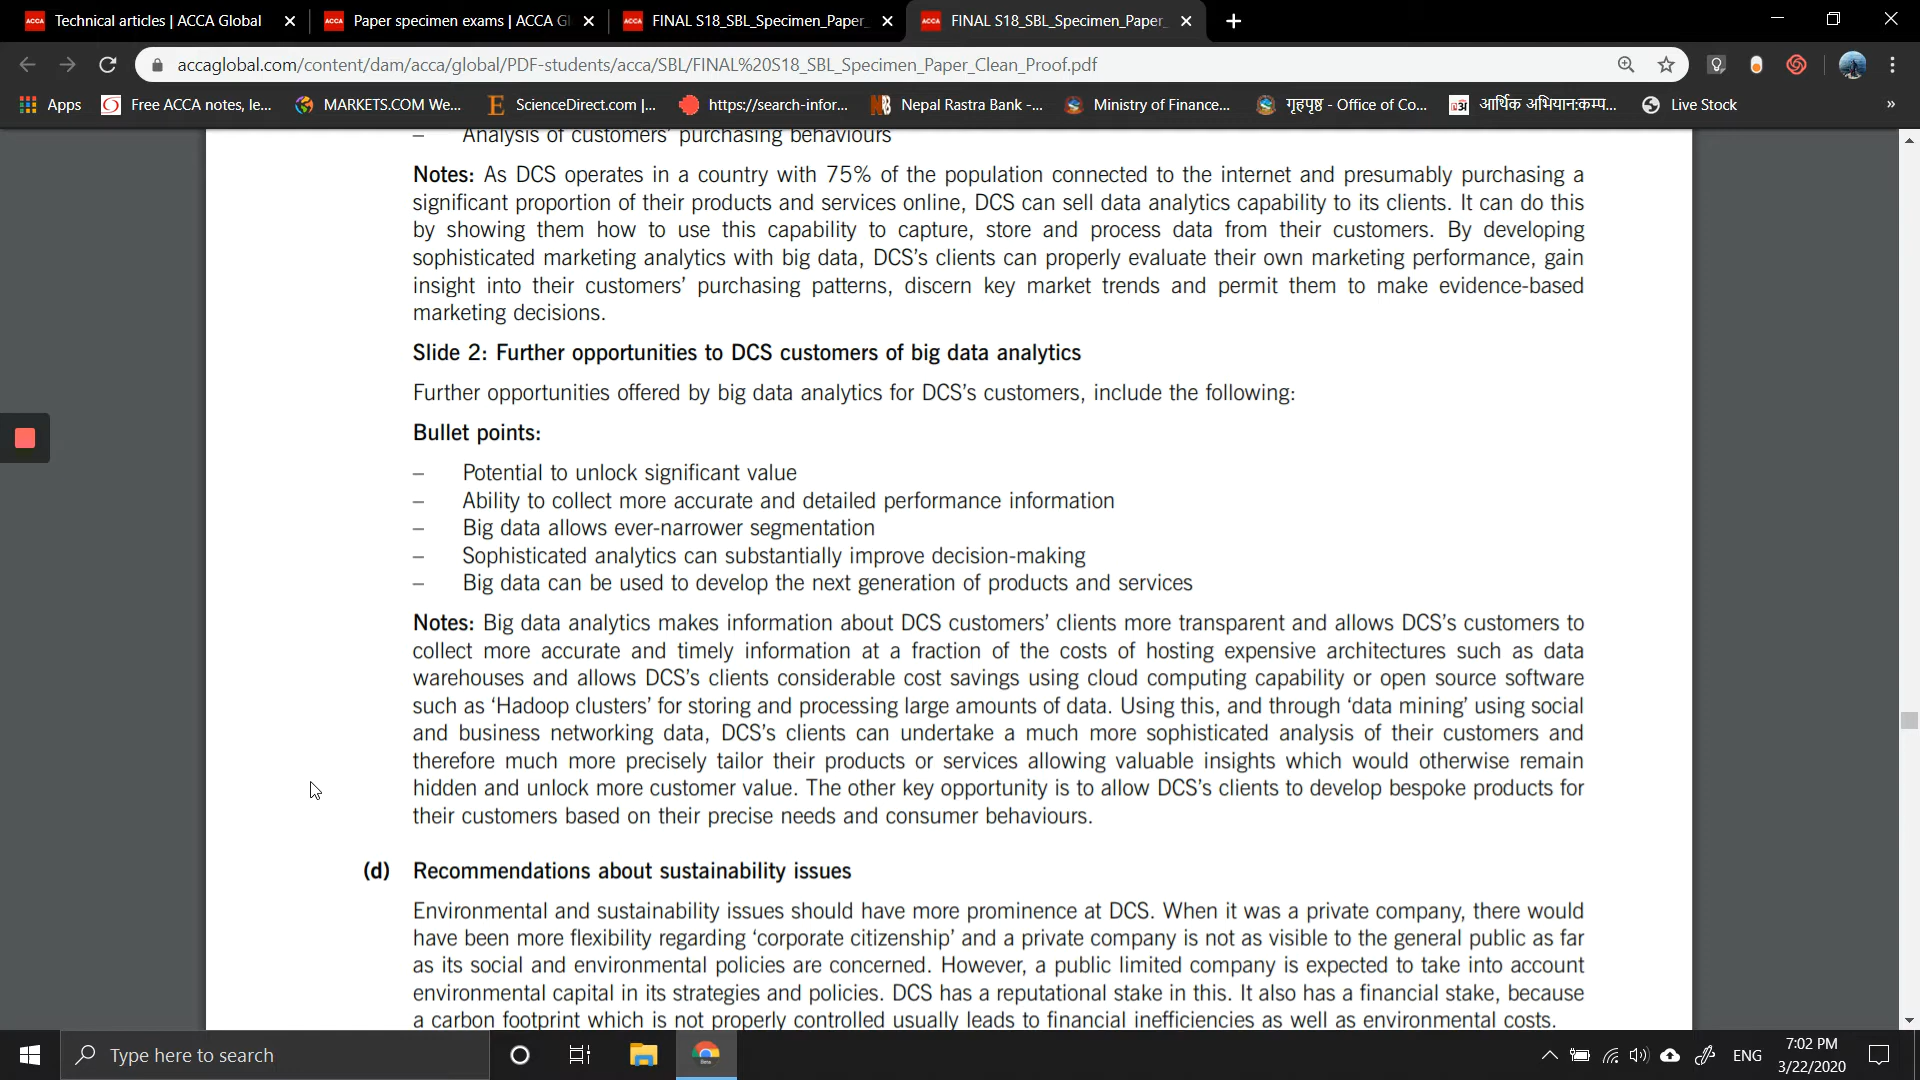 Technical articles | ACCA Global
Paper specimen exams | ACCA Gl
FINAL S18_SBL_Specimen_Paper_
FINAL S18_SBL_Specimen_Paper_
accaglobal.com/content/dam/acca/global/PDF-students/acca/SBL/FINAL%20S18_SBL_Specimen_Paper_Clean_Proof.pdf
Apps
Free ACCA notes, le...
MARKETS.COM We...
ScienceDirect.com |...
https://search-infor...
Nepal Rastra Bank -...
Ministry of Finance...
गृहपृष्ठ - Office of Co...
आर्थिक अभियान:कम्प...
Live Stock
»
– Analysis of customers' purchasing behaviours
Notes: As DCS operates in a country with 75% of the population connected to the internet and presumably purchasing a
significant proportion of their products and services online, DCS can sell data analytics capability to its clients. It can do this
by showing them how to use this capability to capture, store and process data from their customers. By developing
sophisticated marketing analytics with big data, DCS's clients can properly evaluate their own marketing performance, gain
insight into their customers' purchasing patterns, discern key market trends and permit them to make evidence-based
marketing decisions.
Slide 2: Further opportunities to DCS customers of big data analytics
Further opportunities offered by big data analytics for DCS's customers, include the following:
Bullet points:
– Potential to unlock significant value
– Ability to collect more accurate and detailed performance information
– Big data allows ever-narrower segmentation
– Sophisticated analytics can substantially improve decision-making
– Big data can be used to develop the next generation of products and services
Notes: Big data analytics makes information about DCS customers' clients more transparent and allows DCS's customers to
collect more accurate and timely information at a fraction of the costs of hosting expensive architectures such as data
warehouses and allows DCS's clients considerable cost savings using cloud computing capability or open source software
such as 'Hadoop clusters' for storing and processing large amounts of data. Using this, and through 'data mining' using social
and business networking data, DCS's clients can undertake a much more sophisticated analysis of their customers and
therefore much more precisely tailor their products or services allowing valuable insights which would otherwise remain
hidden and unlock more customer value. The other key opportunity is to allow DCS's clients to develop bespoke products for
their customers based on their precise needs and consumer behaviours.
(d) Recommendations about sustainability issues
Environmental and sustainability issues should have more prominence at DCS. When it was a private company, there would
have been more flexibility regarding 'corporate citizenship' and a private company is not as visible to the general public as far
as its social and environmental policies are concerned. However, a public limited company is expected to take into account
environmental capital in its strategies and policies. DCS has a reputational stake in this. It also has a financial stake, because
a carbon footprint which is not properly controlled usually leads to financial inefficiencies as well as environmental costs.
Type here to search
ENG
7:02 PM
3/22/2020